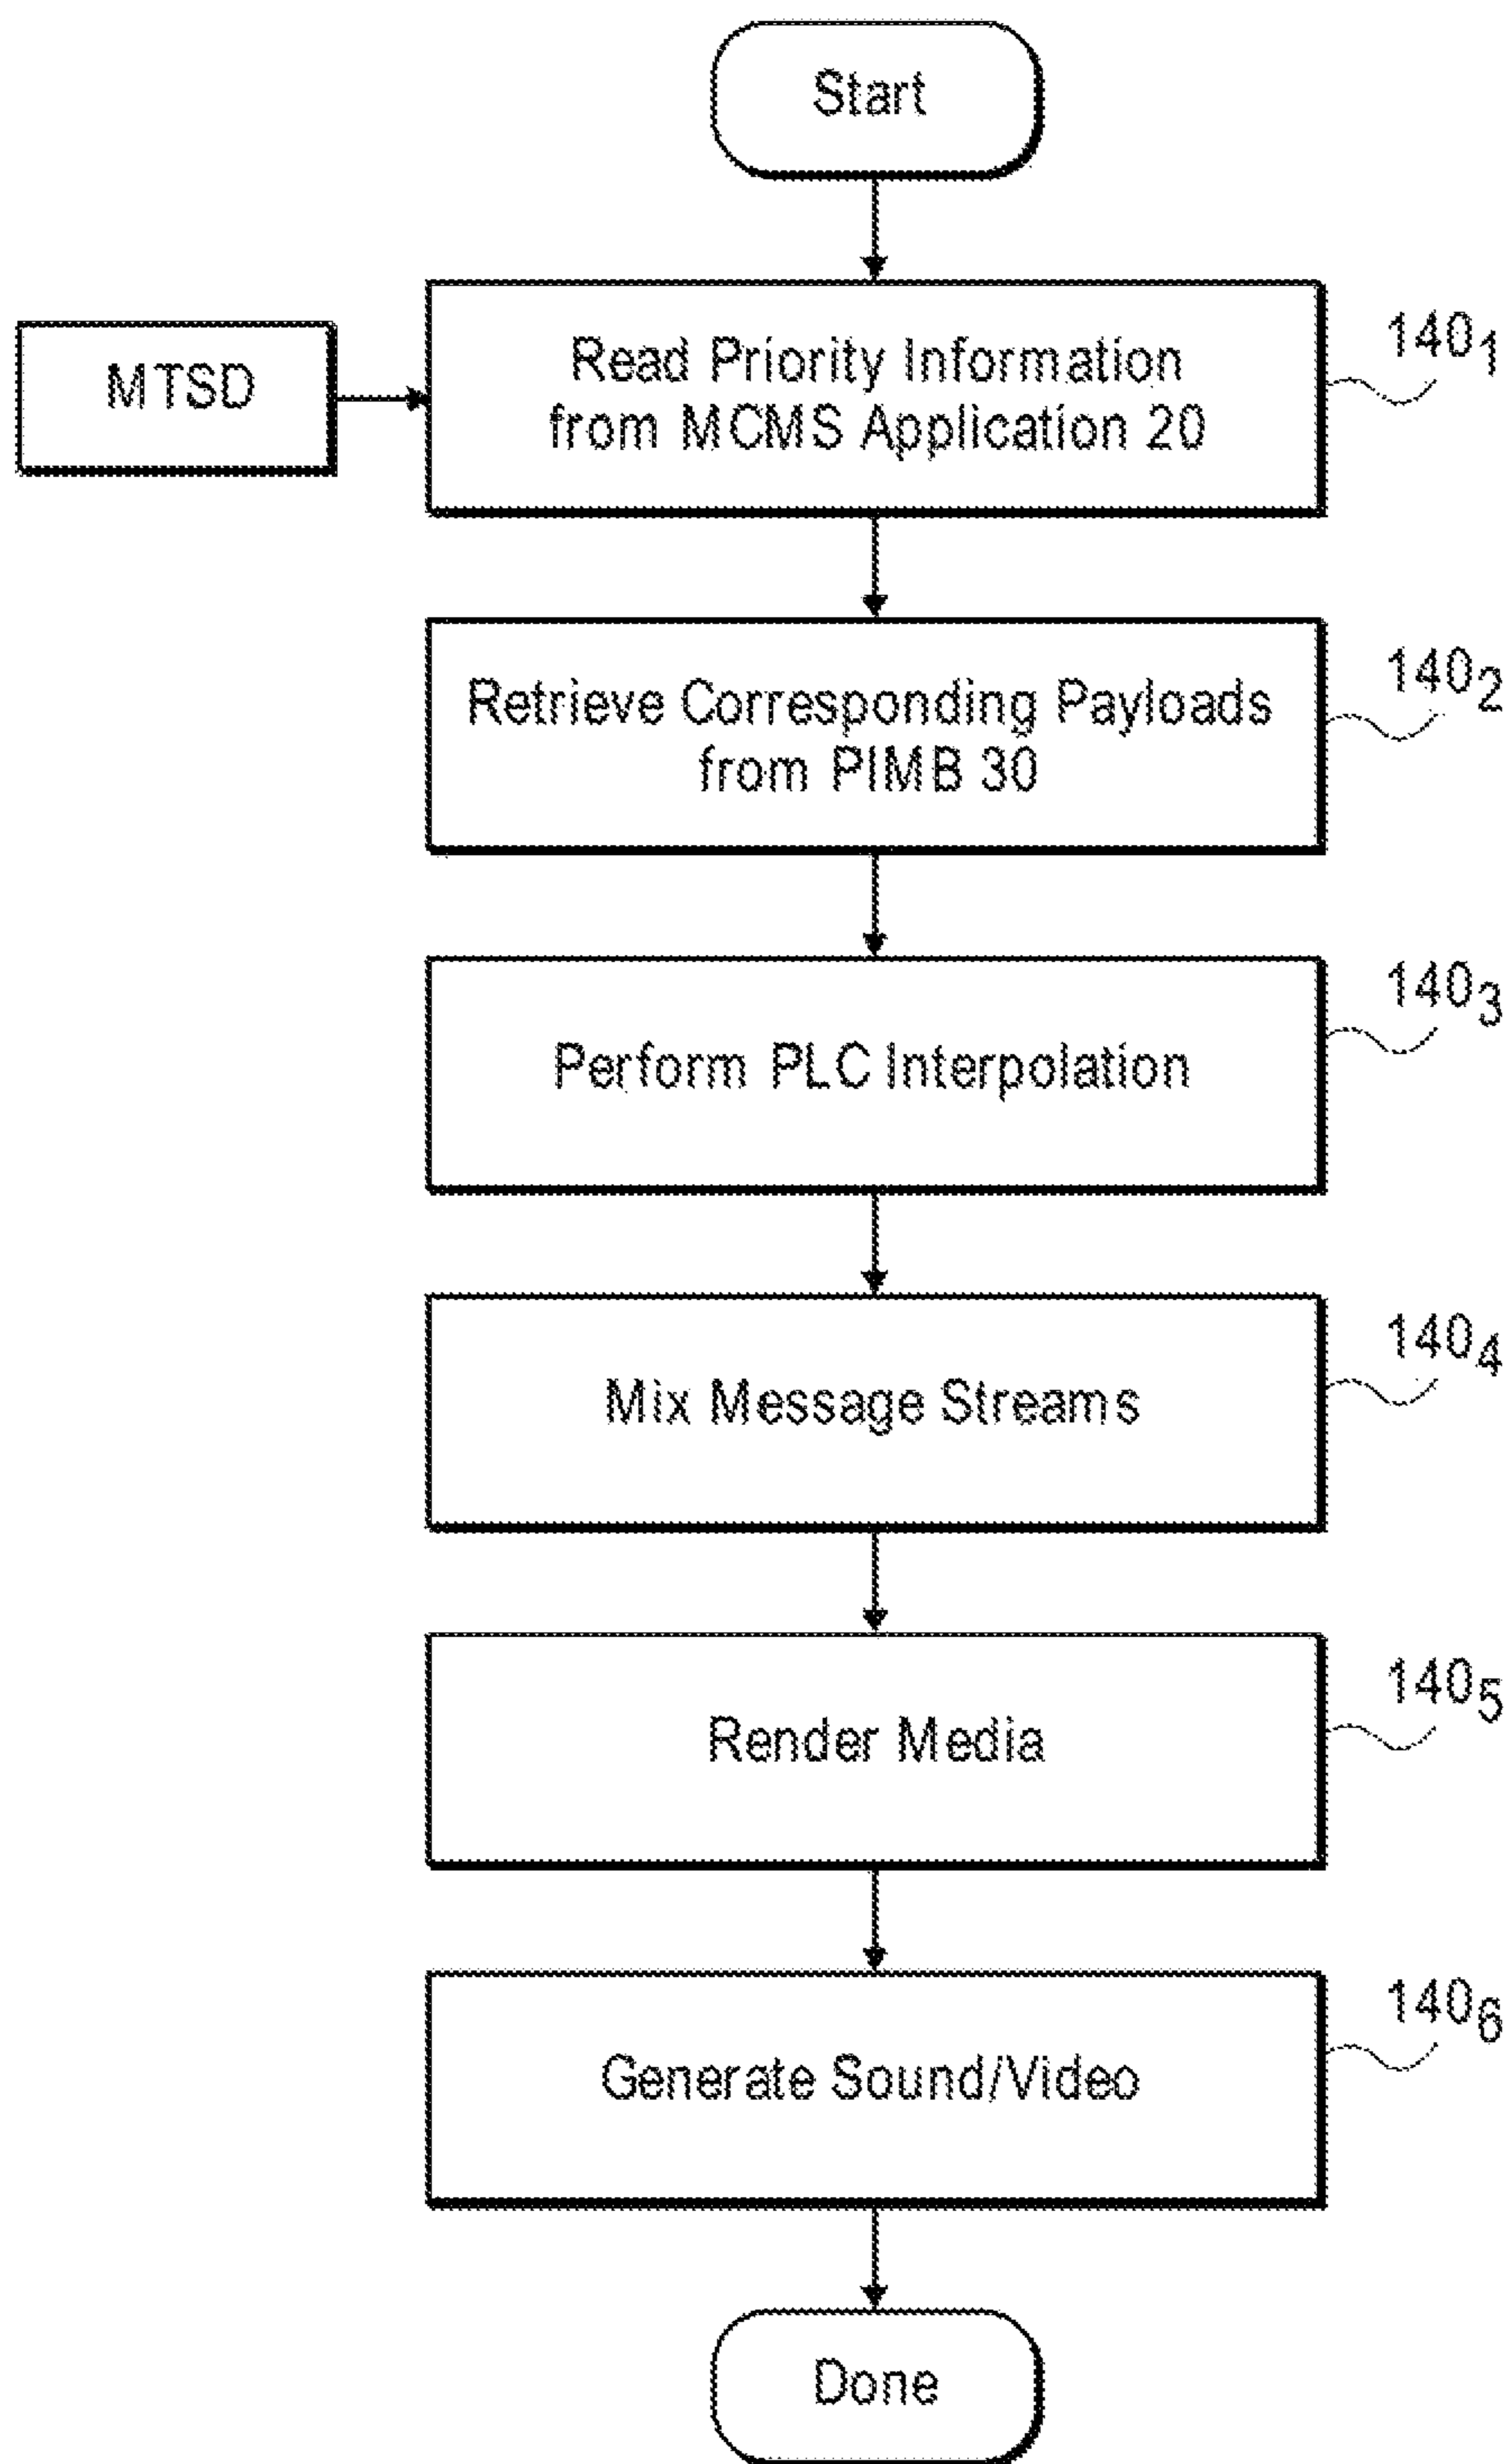 Start
MTSD
Read Priority Information
from MCMS Application 20
140₁
Retrieve Corresponding Payloads
from PIMB 30
140₂
Perform PLC Interpolation
140₃
Mix Message Streams
140₄
Render Media
140₅
Generate Sound/Video
140₆
Done